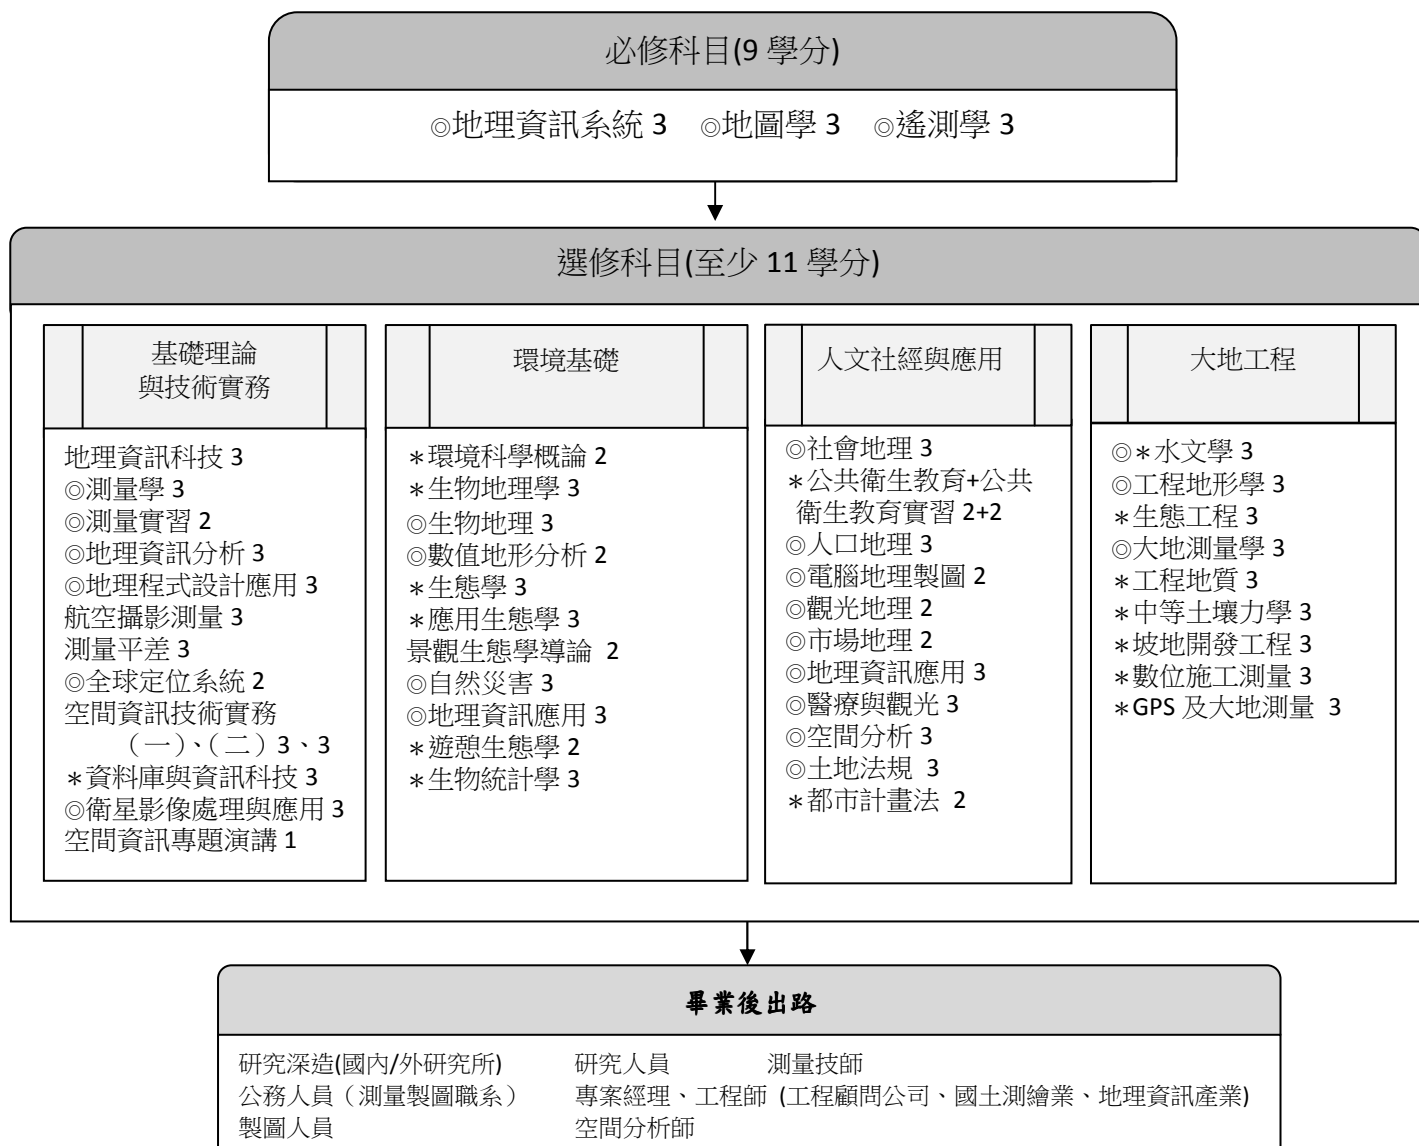 必修科目(9 學分)
◎地理資訊系統 3 ◎地圖學 3 ◎遙測學 3
選修科目(至少 11 學分)
基礎理論
與技術實務
地理資訊科技 3
◎測量學 3
◎測量實習 2
◎地理資訊分析 3
◎地理程式設計應用 3
航空攝影測量 3
測量平差 3
◎全球定位系統 2
空間資訊技術實務
（一）、（二）3、3
＊資料庫與資訊科技 3
◎衛星影像處理與應用 3
空間資訊專題演講 1
環境基礎
＊環境科學概論 2
＊生物地理學 3
◎生物地理 3
◎數值地形分析 2
＊生態學 3
＊應用生態學 3
景觀生態學導論 2
◎自然災害 3
◎地理資訊應用 3
＊遊憩生態學 2
＊生物統計學 3
人文社經與應用
◎社會地理 3
＊公共衛生教育+公共
衛生教育實習 2+2
◎人口地理 3
◎電腦地理製圖 2
◎觀光地理 2
◎市場地理 2
◎地理資訊應用 3
◎醫療與觀光 3
◎空間分析 3
◎土地法規 3
＊都市計畫法 2
大地工程
◎＊水文學 3
◎工程地形學 3
＊生態工程 3
◎大地測量學 3
＊工程地質 3
＊中等土壤力學 3
＊坡地開發工程 3
＊數位施工測量 3
＊GPS 及大地測量 3
畢業後出路
研究深造(國內/外研究所) 研究人員 測量技師
公務人員（測量製圖職系） 專案經理、工程師 (工程顧問公司、國土測繪業、地理資訊產業)
製圖人員 空間分析師